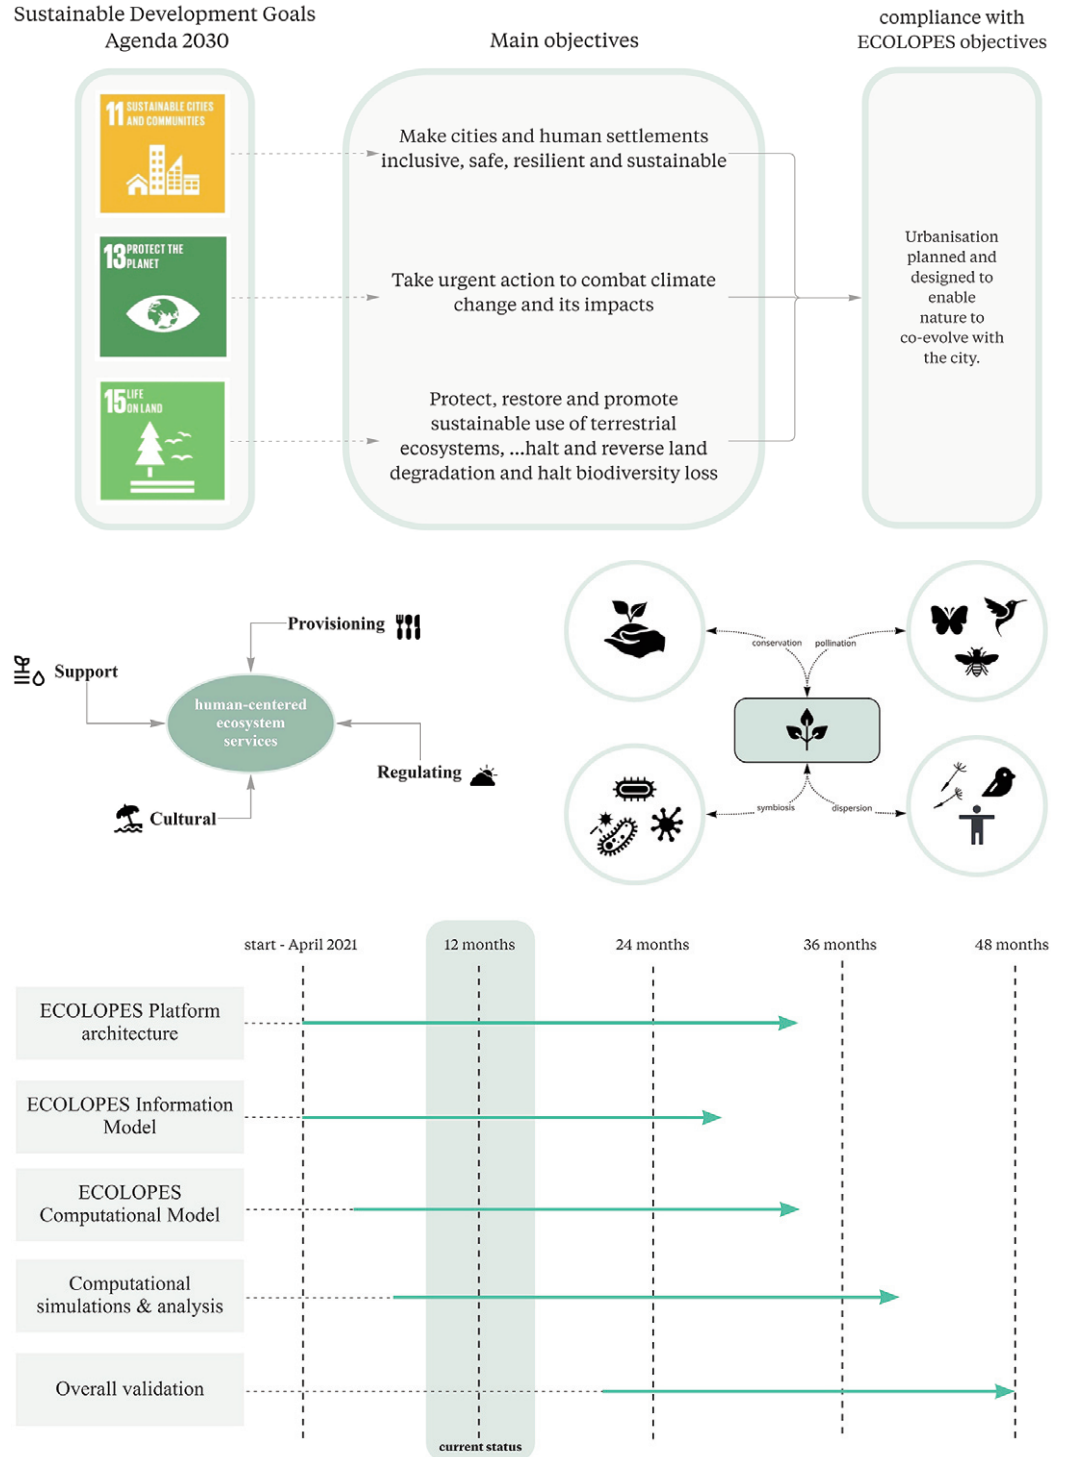 Sustainable Development Goals
Agenda 2030
Main objectives
compliance with
ECOLOPES objectives
11 SUSTAINABLE CITIES
AND COMMUNITIES
Make cities and human settlements
inclusive, safe, resilient and sustainable
13 PROTECT THE
PLANET
Take urgent action to combat climate
change and its impacts
15 LIFE
ON LAND
Protect, restore and promote
sustainable use of terrestrial
ecosystems, ...halt and reverse land
degradation and halt biodiversity loss
Urbanisation
planned and
designed to
enable
nature to
co-evolve with
the city.
Provisioning
Support
human-centered
ecosystem
services
Regulating
Cultural
conservation
pollination
symbiosis
dispersion
start - April 2021
12 months
24 months
36 months
48 months
ECOLOPES Platform
architecture
ECOLOPES Information
Model
ECOLOPES
Computational Model
Computational
simulations & analysis
Overall validation
current status